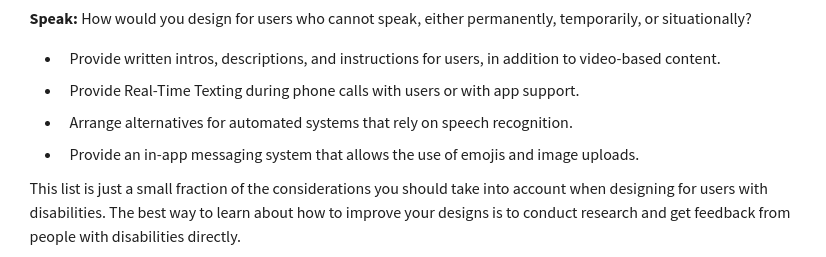 Speak: How would you design for users who cannot speak, either permanently, temporarily, or situationally?
• Provide written intros, descriptions, and instructions for users, in addition to video-based content.
• Provide Real-Time Texting during phone calls with users or with app support.
• Arrange alternatives for automated systems that rely on speech recognition.
• Provide an in-app messaging system that allows the use of emojis and image uploads.
This list is just a small fraction of the considerations you should take into account when designing for users with
disabilities. The best way to learn about how to improve your designs is to conduct research and get feedback from
people with disabilities directly.